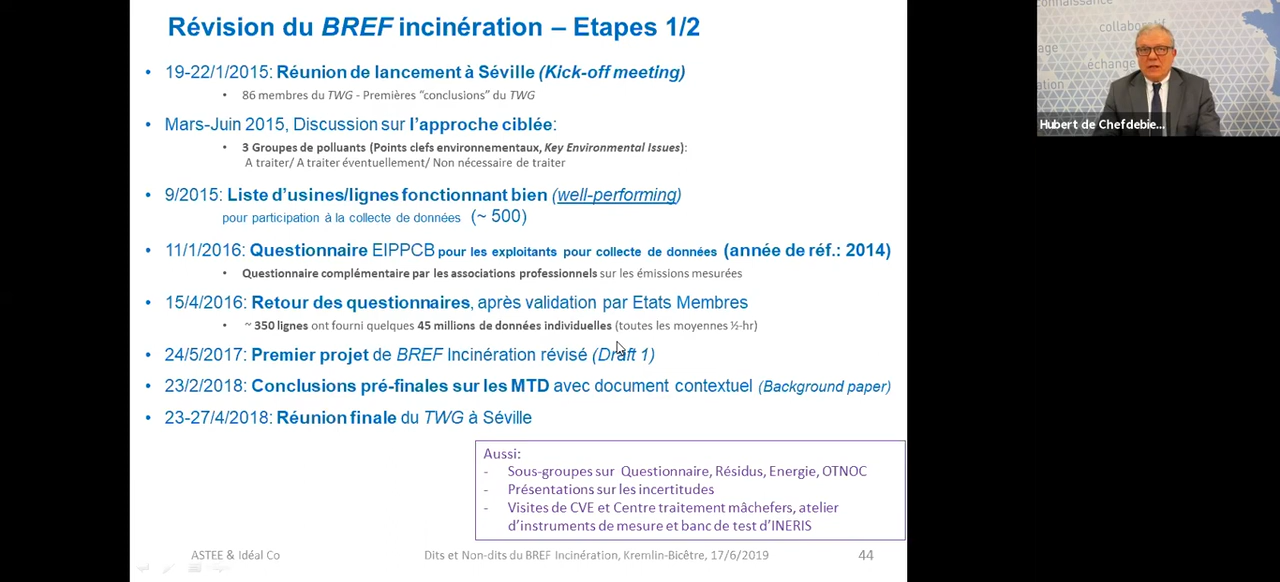 Révision du BREF incinération – Etapes 1/2
• 19-22/1/2015: Réunion de lancement à Séville (Kick-off meeting)
• 86 membres du TWG - Premières “conclusions” du TWG
• Mars-Juin 2015, Discussion sur l’approche ciblée:
• 3 Groupes de polluants (Points clefs environnementaux, Key Environmental Issues):
A traiter/ A traiter éventuellement/ Non nécessaire de traiter
• 9/2015: Liste d’usines/lignes fonctionnant bien (well-performing)
pour participation à la collecte de données (~ 500)
• 11/1/2016: Questionnaire EIPPCB pour les exploitants pour collecte de données (année de réf.: 2014)
• Questionnaire complémentaire par les associations professionnels sur les émissions mesurées
• 15/4/2016: Retour des questionnaires, après validation par Etats Membres
• ~ 350 lignes ont fourni quelques 45 millions de données individuelles (toutes les moyennes ½-hr)
• 24/5/2017: Premier projet de BREF Incinération révisé (Draft 1)
• 23/2/2018: Conclusions pré-finales sur les MTD avec document contextuel (Background paper)
• 23-27/4/2018: Réunion finale du TWG à Séville
Aussi:
- Sous-groupes sur Questionnaire, Résidus, Energie, OTNOC
- Présentations sur les incertitudes
- Visites de CVE et Centre traitement mâchefers, atelier
d’instruments de mesure et banc de test d’INERIS
ASTEE & Idéal Co Dits et Non-dits du BREF Incinération, Kremlin-Bicêtre, 17/6/2019 44
connaissance
collaboratif
échange
Hubert de Chefdebie...